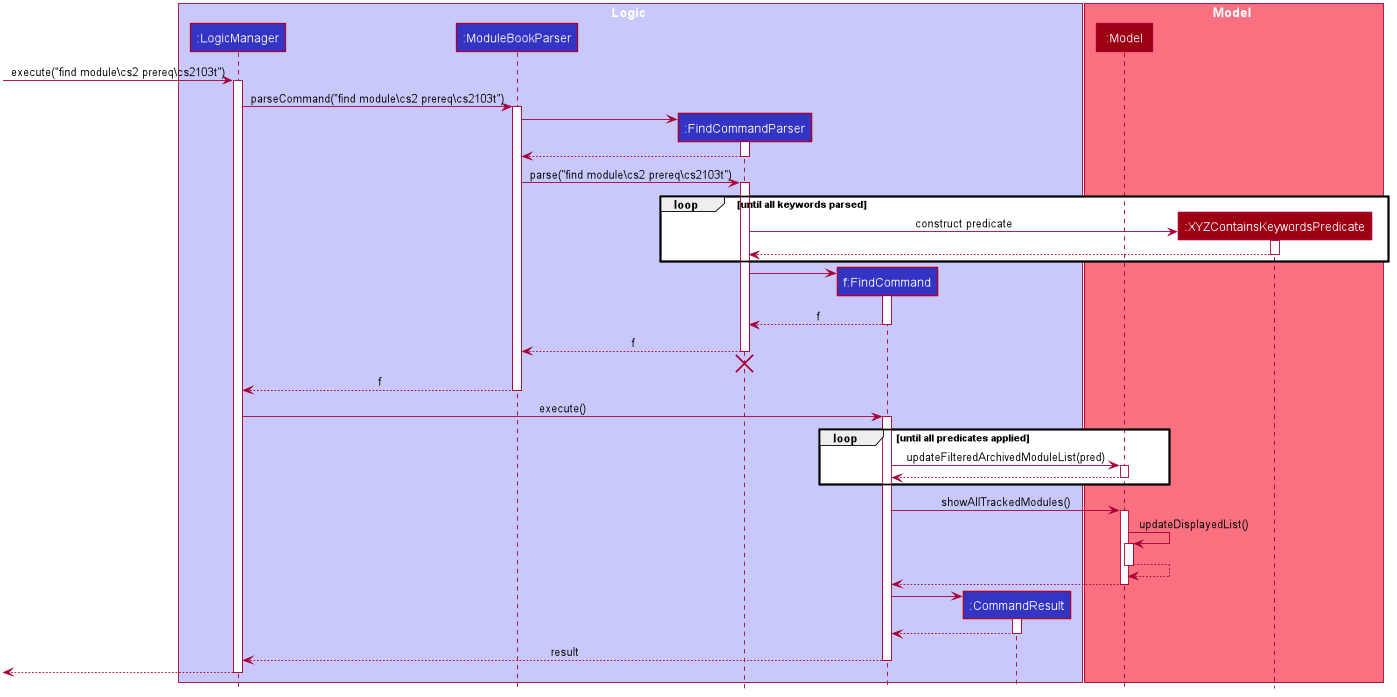 Logic
Model
:LogicManager
:ModuleBookParser
:Model
execute("find module\cs2 prereq\cs2103t")
parseCommand("find module\cs2 prereq\cs2103t")
:FindCommandParser
parse("find module\cs2 prereq\cs2103t")
loop
[until all keywords parsed]
construct predicate
:XYZContainsKeywordsPredicate
f:FindCommand
f
f
f
execute()
loop
[until all predicates applied]
updateFilteredArchivedModuleList(pred)
showAllTrackedModules()
updateDisplayedList()
:CommandResult
result